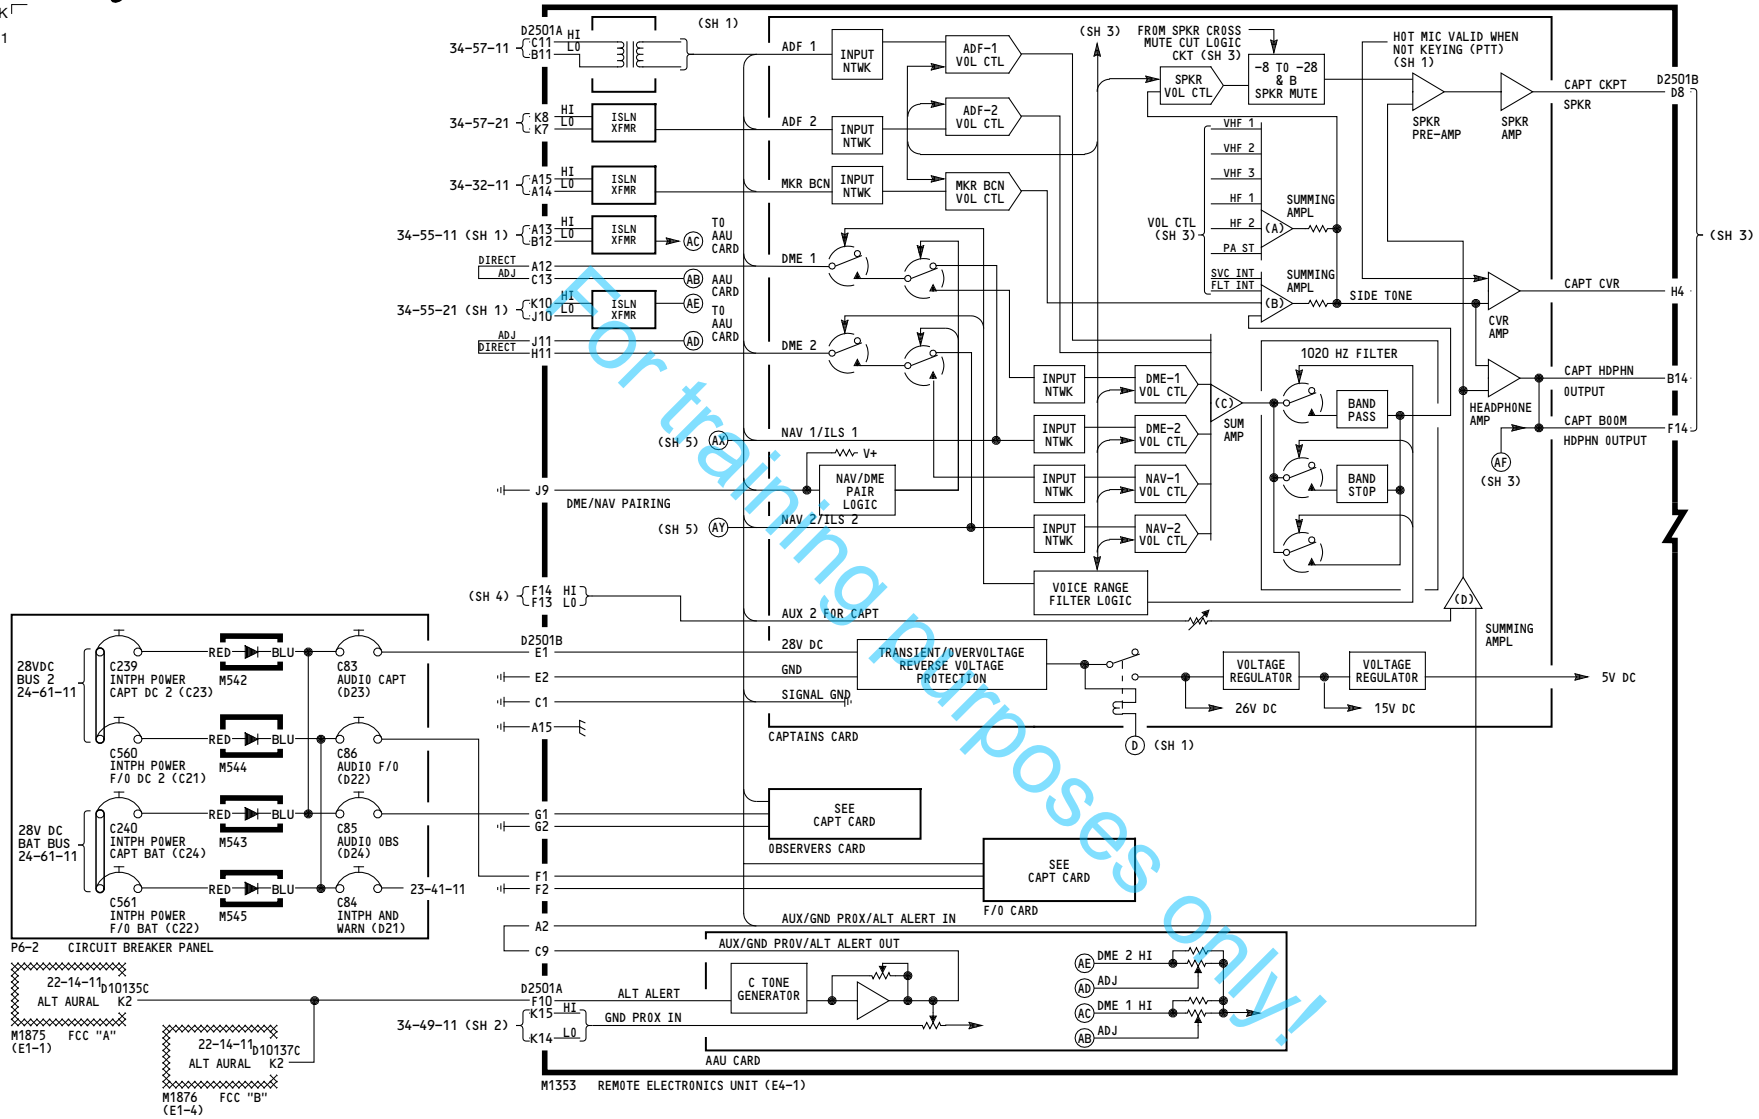 K
1
D2501A
34-57-11
C11 HI
B11 LO
(SH 1)
ADF 1
INPUT
NTWK
ADF-1
VOL CTL
(SH 3)
FROM SPKR CROSS
MUTE CUT LOGIC
CKT (SH 3)
SPKR
VOL CTL
-8 TO -28
& B
SPKR MUTE
HOT MIC VALID WHEN
NOT KEYING (PTT)
(SH 1)
SPKR
PRE-AMP
SPKR
AMP
CAPT CKPT
SPKR
D2501B
D8
34-57-21
K8 HI
K7 LO
ISLN
XFMR
ADF 2
INPUT
NTWK
ADF-2
VOL CTL
34-32-11
A15 HI
A14 LO
ISLN
XFMR
MKR BCN
INPUT
NTWK
MKR BCN
VOL CTL
VHF 1
VHF 2
VHF 3
HF 1
HF 2
PA ST
SVC INT
FLT INT
VOL CTL
(SH 3)
SUMMING
AMPL
(A)
SUMMING
AMPL
(B)
SIDE TONE
(SH 3)
34-55-11 (SH 1)
A13 HI
B12 LO
ISLN
XFMR
AC
TO
AAU
CARD
DIRECT A12
ADJ C13
AB
AAU
CARD
DME 1
34-55-21 (SH 1)
K10 HI
J10 LO
ISLN
XFMR
AE
TO
AAU
CARD
ADJ J11
DIRECT H11
AD
DME 2
CAPT CVR
H4
CVR
AMP
1020 HZ FILTER
BAND
PASS
BAND
STOP
INPUT
NTWK
DME-1
VOL CTL
INPUT
NTWK
DME-2
VOL CTL
INPUT
NTWK
NAV-1
VOL CTL
INPUT
NTWK
NAV-2
VOL CTL
(C)
SUM
AMP
HEADPHONE
AMP
CAPT HDPHN
OUTPUT
B14
CAPT BOOM
HDPHN OUTPUT
F14
AF
(SH 3)
(SH 5) AX
NAV 1/ILS 1
V+
NAV/DME
PAIR
LOGIC
J9
DME/NAV PAIRING
(SH 5) AY
NAV 2/ILS 2
VOICE RANGE
FILTER LOGIC
(SH 4)
F14 HI
F13 LO
AUX 2 FOR CAPT
(D)
SUMMING
AMPL
D2501B
E1
28V DC
E2
GND
C1
SIGNAL GND
A15
TRANSIENT/OVERVOLTAGE
REVERSE VOLTAGE
PROTECTION
VOLTAGE
REGULATOR
VOLTAGE
REGULATOR
5V DC
26V DC
15V DC
D (SH 1)
CAPTAINS CARD
28VDC
BUS 2
24-61-11
C239
INTPH POWER
CAPT DC 2 (C23)
RED BLU
M542
C83
AUDIO CAPT
(D23)
C560
INTPH POWER
F/O DC 2 (C21)
RED BLU
M544
C86
AUDIO F/O
(D22)
28V DC
BAT BUS
24-61-11
C240
INTPH POWER
CAPT BAT (C24)
RED BLU
M543
C85
AUDIO OBS
(D24)
C561
INTPH POWER
F/O BAT (C22)
RED BLU
M545
C84
INTPH AND
WARN (D21)
23-41-11
P6-2 CIRCUIT BREAKER PANEL
G1
G2
SEE
CAPT CARD
OBSERVERS CARD
F1
F2
SEE
CAPT CARD
F/O CARD
A2
AUX/GND PROX/ALT ALERT IN
C9
AUX/GND PROV/ALT ALERT OUT
22-14-11
D10135C
ALT AURAL K2
M1875 FCC "A"
(E1-1)
22-14-11
D10137C
ALT AURAL K2
M1876 FCC "B"
(E1-4)
D2501A
F10
ALT ALERT
34-49-11 (SH 2)
K15 HI
K14 LO
GND PROX IN
C TONE
GENERATOR
AE DME 2 HI
AD ADJ
AC DME 1 HI
AB ADJ
AAU CARD
M1353 REMOTE ELECTRONICS UNIT (E4-1)
For training purposes only!